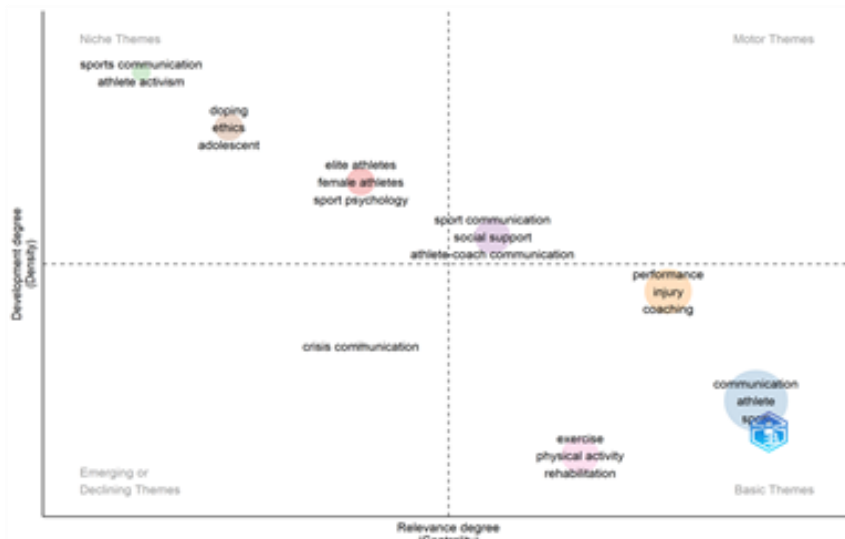 Niche Themes
Motor Themes
sports communication
athlete activism
doping
ethics
adolescent
elite athletes
female athletes
sport psychology
sport communication
social support
athlete-coach communication
performance
injury
coaching
crisis communication
communication
athlete
exercise
physical activity
rehabilitation
Emerging or
Declining Themes
Basic Themes
Development degree
(Density)
Relevance degree